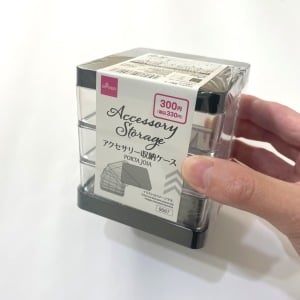 DAISO
300円
(税込330円)
Accessory
Storage
アクセサリー収納ケース
PORTA JOIA